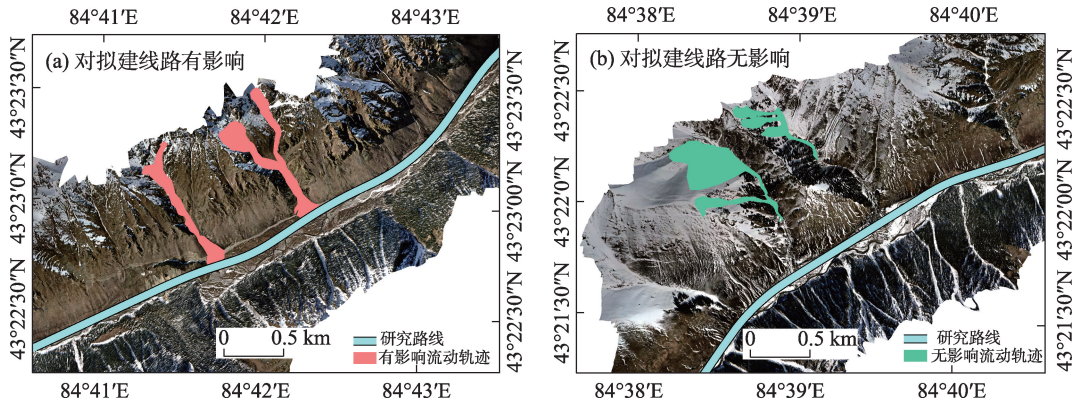 84°41′E 84°42′E 84°43′E
43°23′30″N
43°23′0″N
43°22′30″N
(a) 对拟建线路有影响
43°23′30″N
43°23′0″N
43°22′30″N
0 0.5 km
研究路线
有影响流动轨迹
84°41′E 84°42′E 84°43′E
84°38′E 84°39′E 84°40′E
43°22′30″N
43°22′0″N
43°21′30″N
(b) 对拟建线路无影响
43°22′30″N
43°22′0″N
43°21′30″N
0 0.5 km
研究路线
无影响流动轨迹
84°38′E 84°39′E 84°40′E